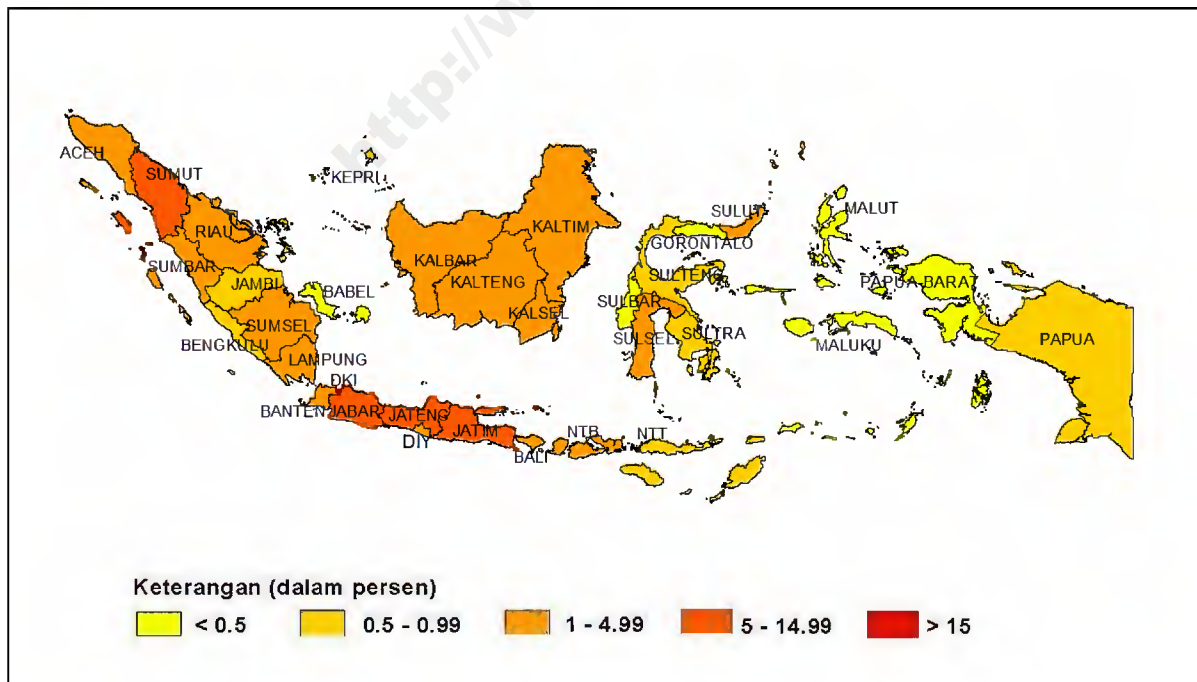 http://w
ACEH
SUMUT
KEPRI
RIAU
SUMBAR
JAMBI
BABEL
SUMSEL
BENGKULU
LAMPUNG
DKI
BANTEN
JABAR
JATENG
DIY
JATIM
BALI
NTB
NTT
KALBAR
KALTENG
KALTIM
KALSEL
SULUT
GORONTALO
SULTENG
SULBAR
SULSEL
SULTRA
MALUT
PAPUA BARAT
MALUKU
PAPUA
Keterangan (dalam persen)
< 0.5 0.5 - 0.99 1 - 4.99 5 - 14.99 > 15